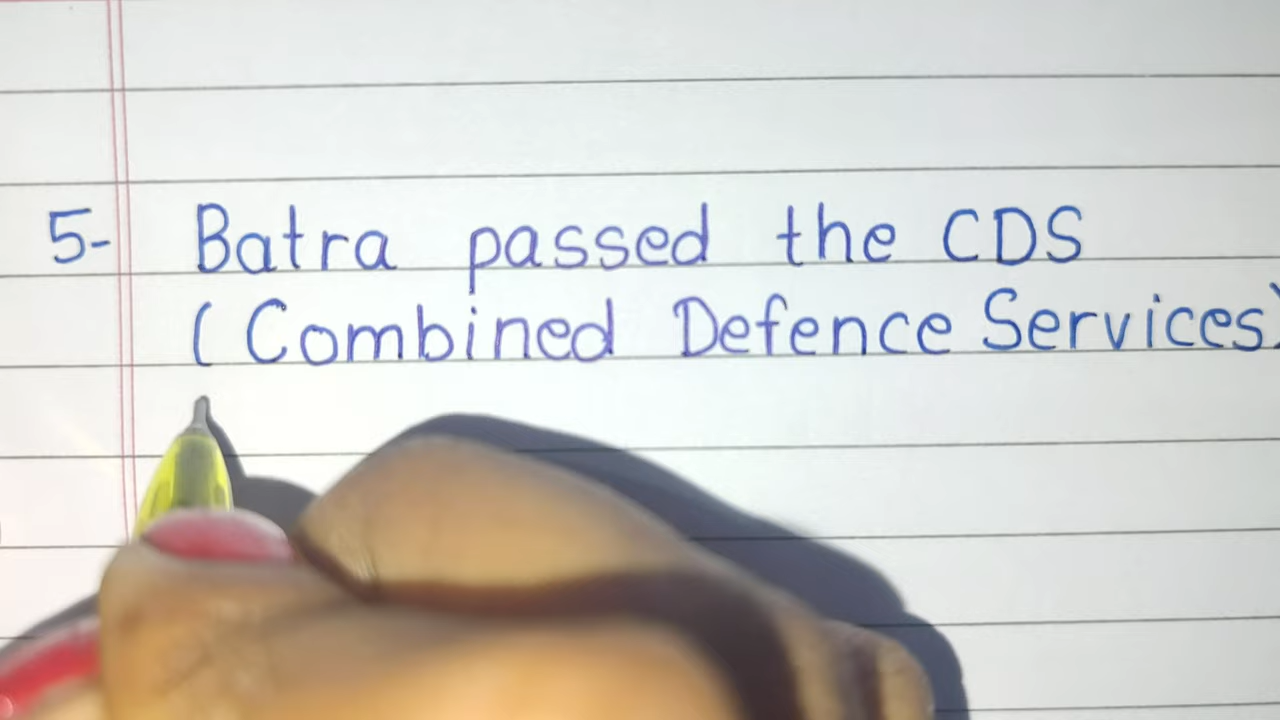 5- Batra passed the CDS
(Combined Defence Services)